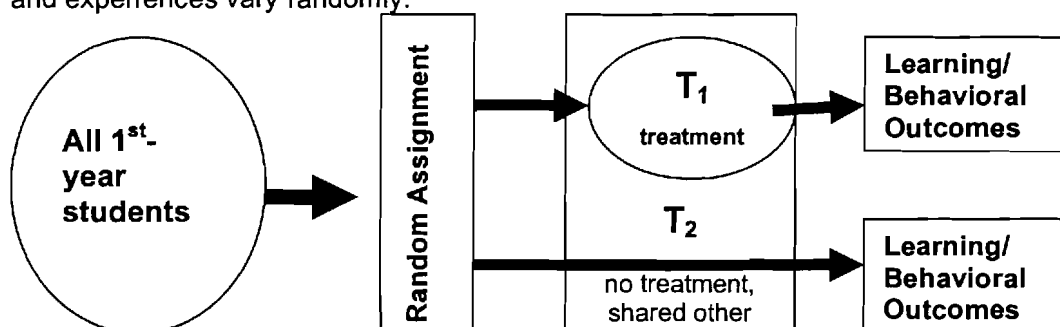 and experiences vary randomly.
All 1st-
year
students
Random Assignment
T1
treatment
T2
no treatment,
shared other
Learning/
Behavioral
Outcomes
Learning/
Behavioral
Outcomes